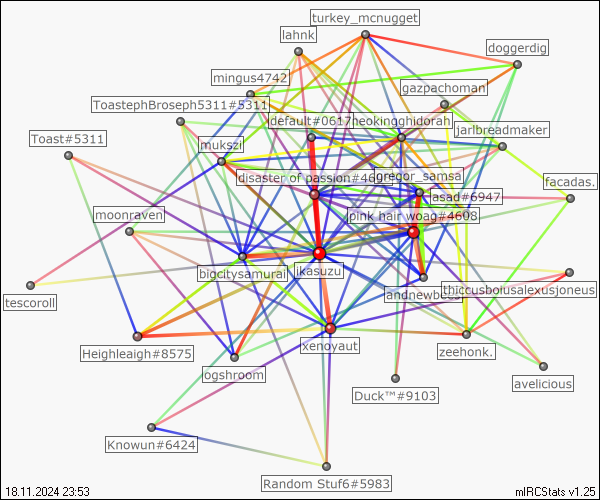 turkey_mcnugget
lahnk
doggerdig
mingus4742
gazpachoman
ToastephBroseph5311#5311
default#0617
heokingghidorah
jarlbreadmaker
Toast#5311
mukszi
disaster of passion#46
gregor_samsa
facadas.
asad#6947
moonraven
pink hair woag#4608
bigcitysamurai
jkasuzu
tescoroll
andnewbees
thiccusbolusalexusjoneus
Heighleaigh#8575
xenoyaut
zeehonk.
ogshroom
avelicious
Duck™#9103
Knowun#6424
Random Stuf6#5983
18.11.2024 23:53
mIRCStats v1.25